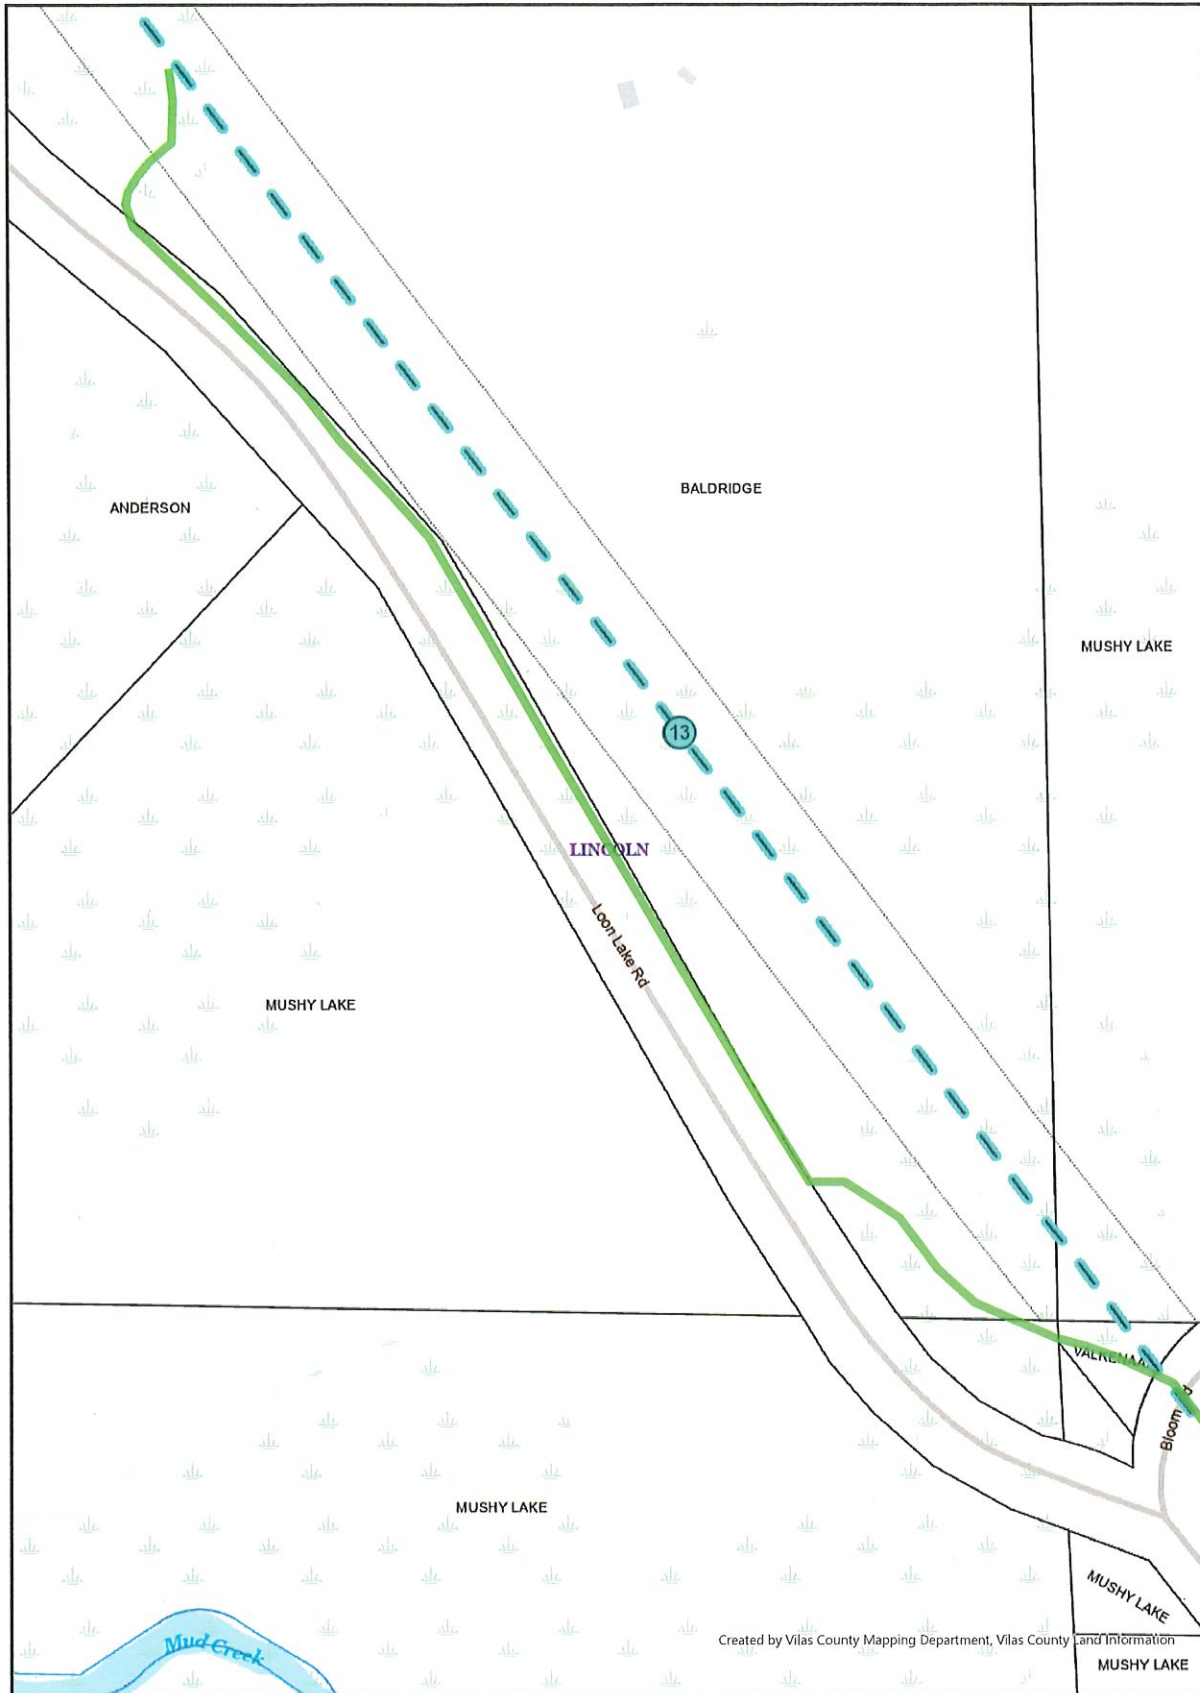 BALDRIDGE
ANDERSON
MUSHY LAKE
13
LINCOLN
Loon Lake Rd
MUSHY LAKE
MUSHY LAKE
Bloom
Mud Creek
MUSHY LAKE
Created by Vilas County Mapping Department, Vilas County Land Information
MUSHY LAKE